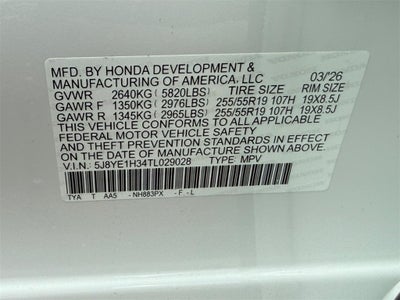 MFD. BY HONDA DEVELOPMENT &
MANUFACTURING OF AMERICA, LLC 03/26
GVWR 2640KG (5820LBS) TIRE SIZE RIM SIZE
GAWR F 1350KG (2976LBS) 255/55R19 107H 19X8.5J
GAWR R 1345KG (2965LBS) 255/55R19 107H 19X8.5J
THIS VEHICLE CONFORMS TO ALL APPLICABLE
FEDERAL MOTOR VEHICLE SAFETY, BUMPER,
AND THEFT PREVENTION STANDARDS IN EFFECT
ON THE DATE OF MANUFACTURE SHOWN ABOVE.
V.I.N.: 5J8YE1H34TL029028 TYPE: MPV
TYA T AA5 -NH883PX -F -L